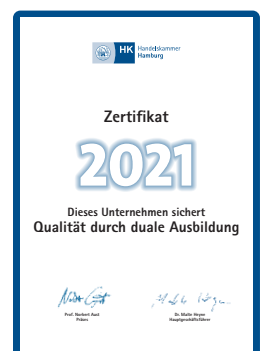 HK Handelskammer
Hamburg
Zertifikat
2021
Dieses Unternehmen sichert
Qualität durch duale Ausbildung
Prof. Norbert Aust
Präses
Dr. Malte Heyne
Hauptgeschäftsführer